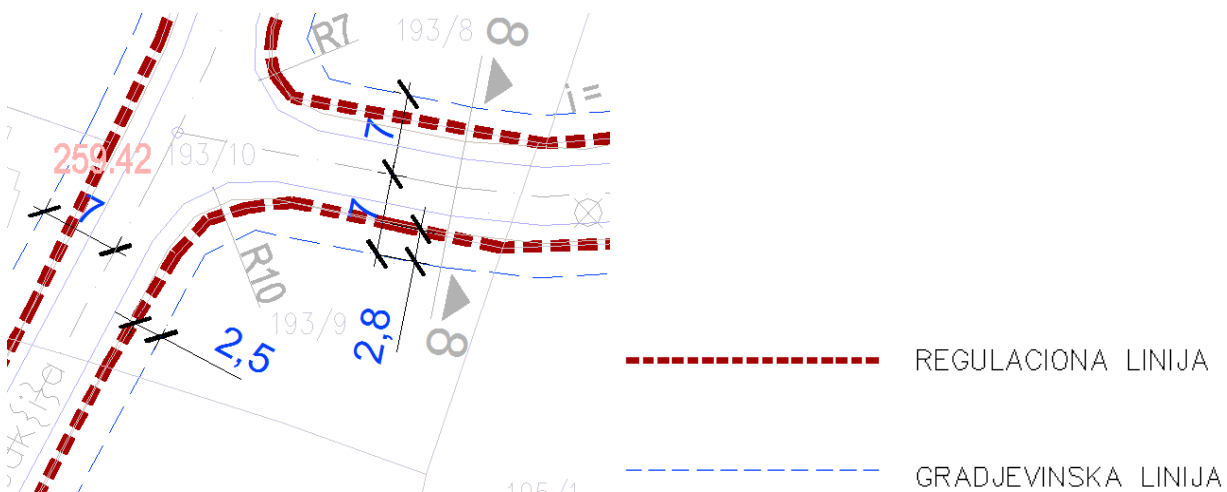 R7
193/8
8
i=
7
259.42
193/10
7
7
R10
193/9
2,5
2,8
8
REGULACIONA LINIJA
GRADJEVINSKA LINIJA